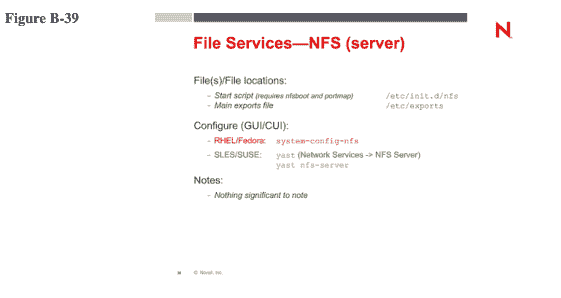 Figure B-39
N
File Services—NFS (server)
File(s)/File locations:
- Start script (requires nfsboot and portmap) /etc/init.d/nfs
- Main exports file /etc/exports
Configure (GUI/CUI):
- RHEL/Fedora: system-config-nfs
- SLES/SUSE: yast (Network Services -> NFS Server)
yast nfs-server
Notes:
- Nothing significant to note
© Novell, Inc.